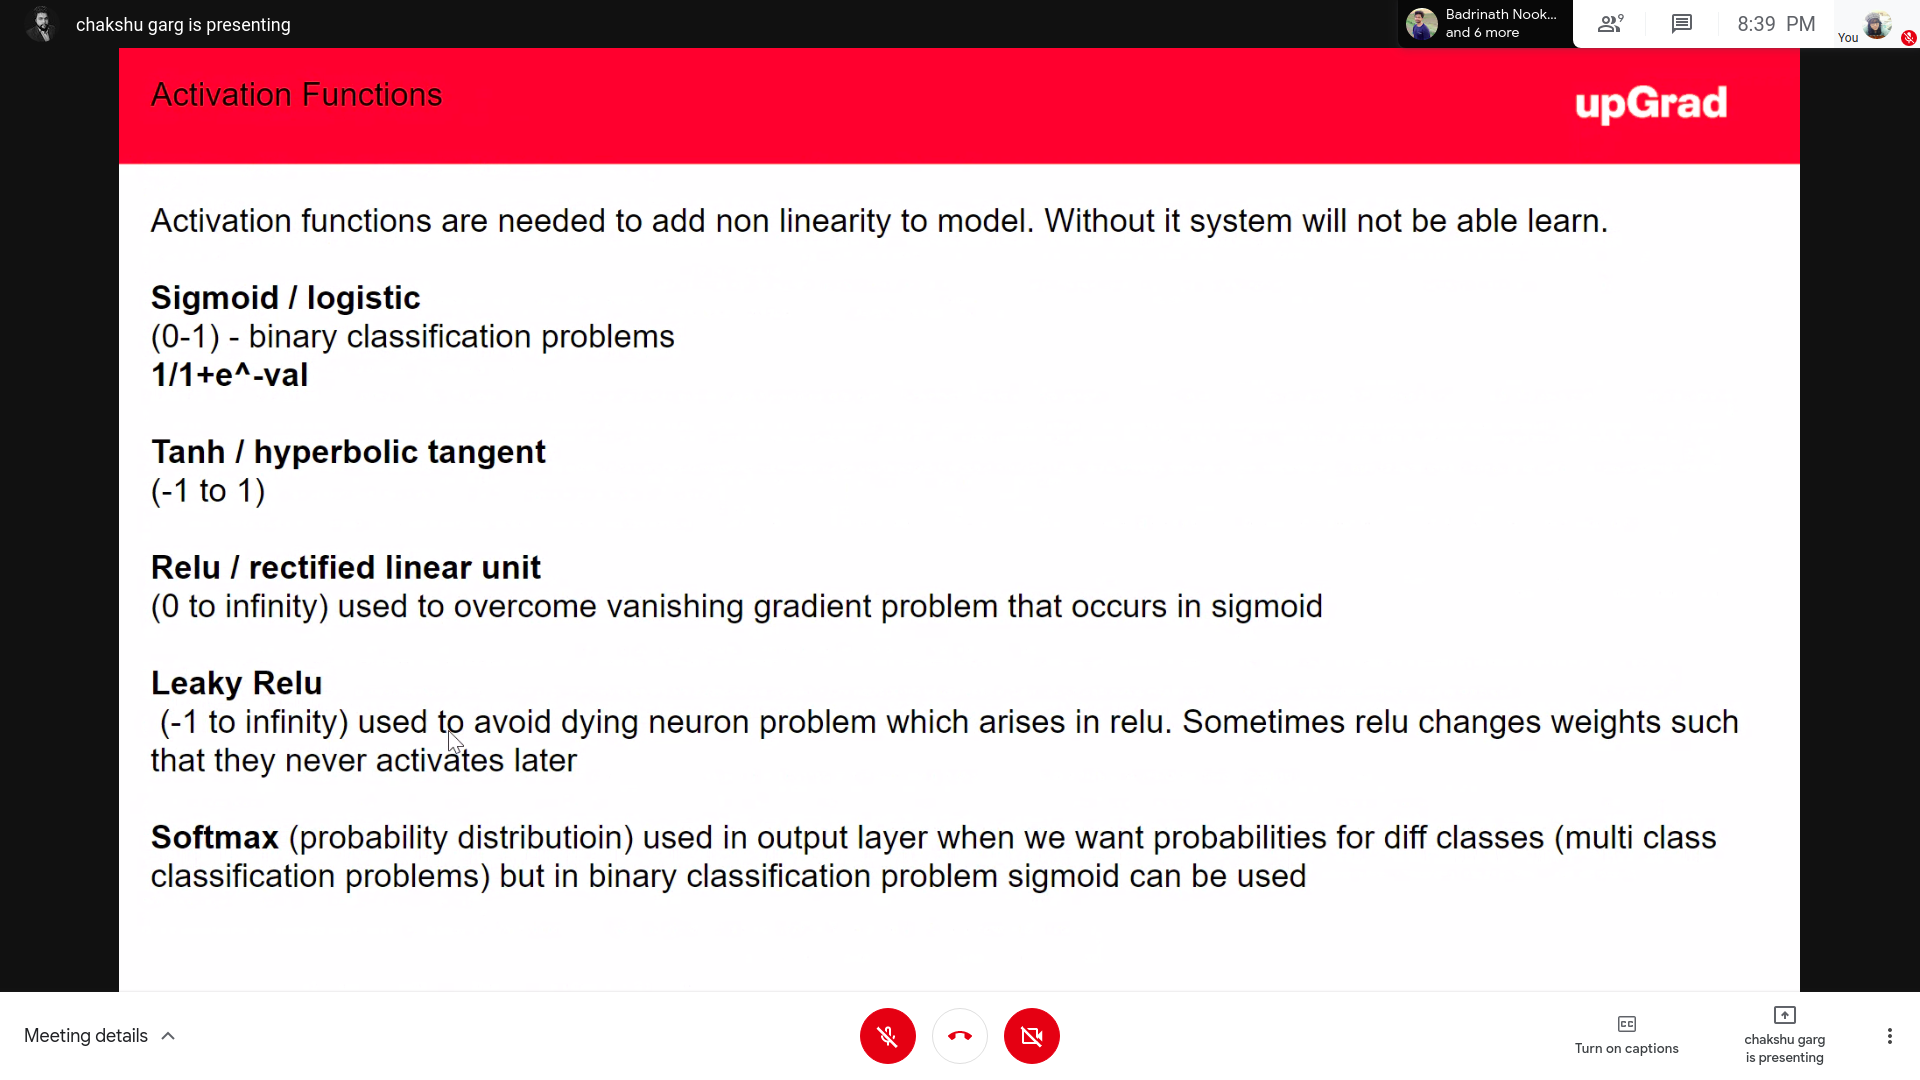 chakshu garg is presenting
Badrinath Nook...
and 6 more
9
8:39 PM
You
Activation Functions
upGrad
Activation functions are needed to add non linearity to model. Without it system will not be able learn.
Sigmoid / logistic
(0-1) - binary classification problems
1/1+e^-val
Tanh / hyperbolic tangent
(-1 to 1)
Relu / rectified linear unit
(0 to infinity) used to overcome vanishing gradient problem that occurs in sigmoid
Leaky Relu
(-1 to infinity) used to avoid dying neuron problem which arises in relu. Sometimes relu changes weights such
that they never activates later
Softmax (probability distributioin) used in output layer when we want probabilities for diff classes (multi class
classification problems) but in binary classification problem sigmoid can be used
Meeting details
CC
Turn on captions
chakshu garg
is presenting